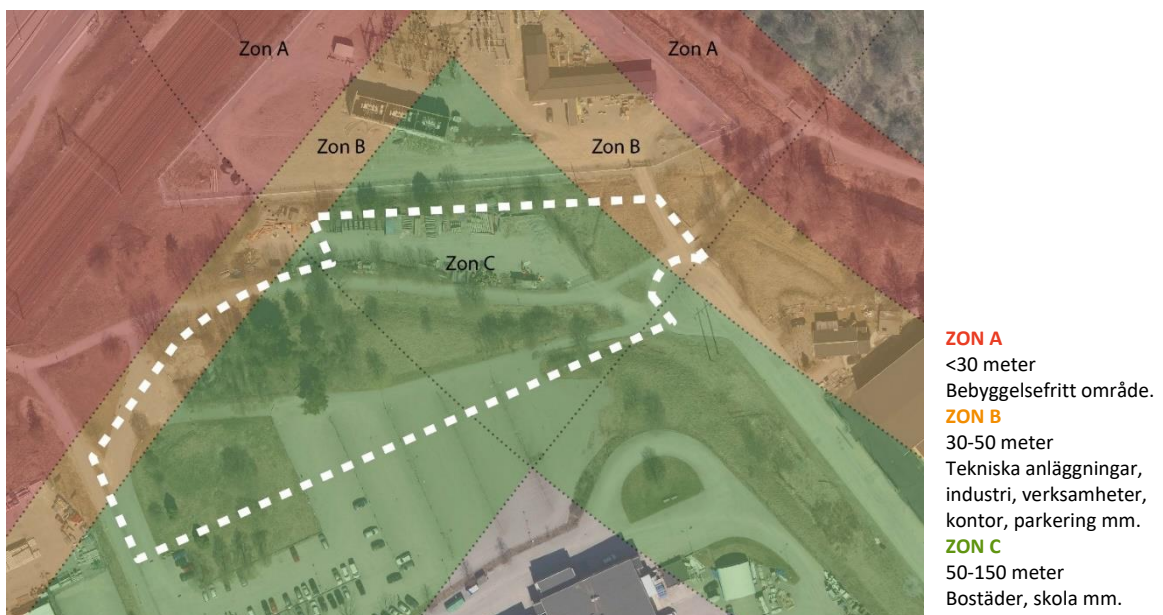 Zon A
Zon A
Zon B
Zon B
Zon C
ZON A
<30 meter
Bebyggelsefritt område.
ZON B
30-50 meter
Tekniska anläggningar,
industri, verksamheter,
kontor, parkering mm.
ZON C
50-150 meter
Bostäder, skola mm.